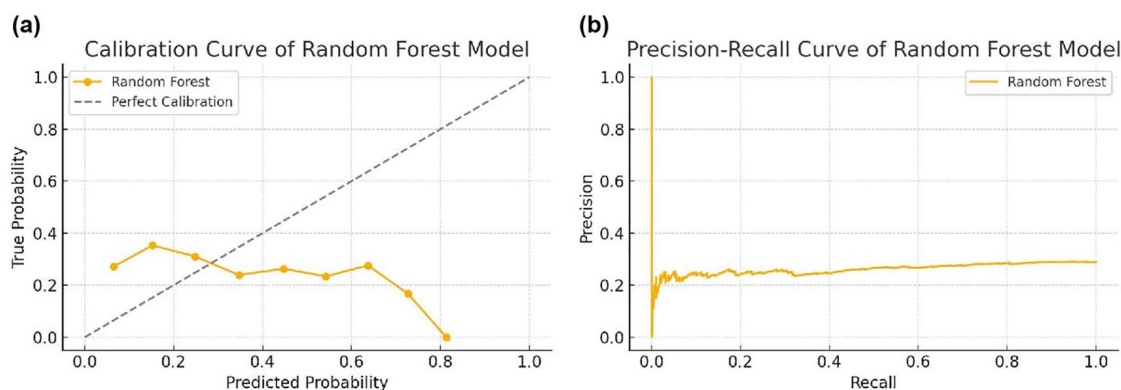 (a)
Calibration Curve of Random Forest Model
Random Forest
Perfect Calibration
True Probability
1.0
0.8
0.6
0.4
0.2
0.0
0.0 0.2 0.4 0.6 0.8 1.0
Predicted Probability
(b)
Precision-Recall Curve of Random Forest Model
Random Forest
Precision
1.0
0.8
0.6
0.4
0.2
0.0
0.0 0.2 0.4 0.6 0.8 1.0
Recall